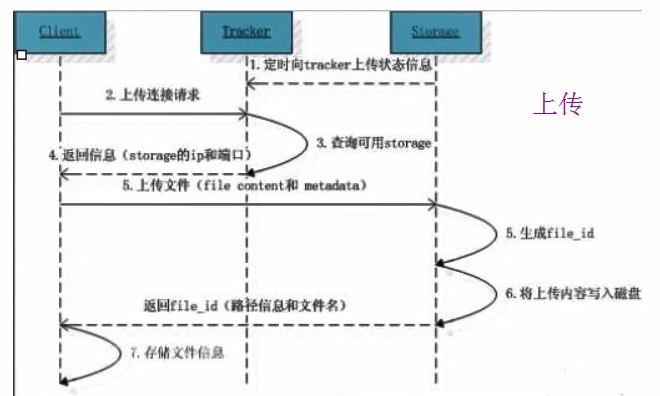 Client
Tracker
Storage
1.定时向tracker上传状态信息
上传
2.上传连接请求
3.查询可用storage
4.返回信息（storage的ip和端口）
5.上传文件（file content和 metadata）
5.生成file_id
6.将上传内容写入磁盘
返回file_id（路径信息和文件名）
7.存储文件信息